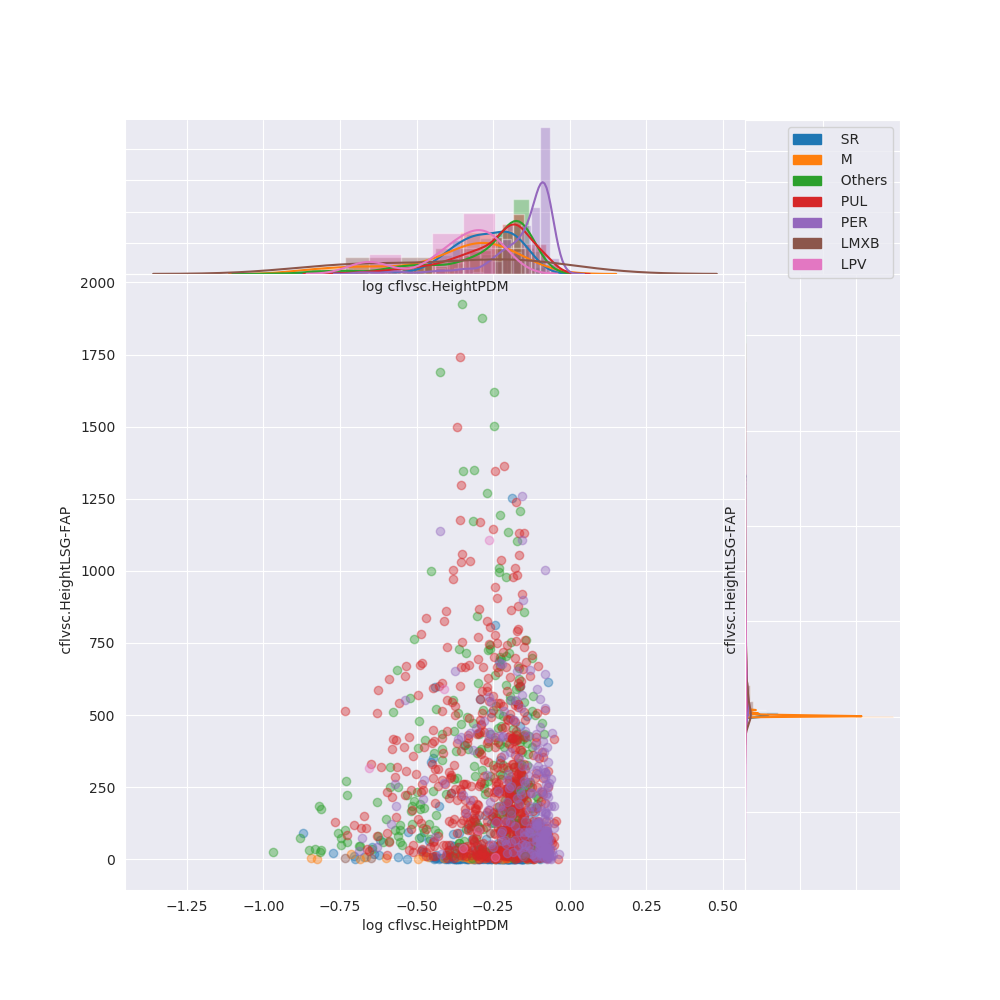 SR
M
Others
PUL
PER
LMXB
LPV
log cflvsc.HeightPDM
2000
1750
1500
1250
1000
750
500
250
0
cflvsc.HeightLSG-FAP
cflvsc.HeightLSG-FAP
−1.25 −1.00 −0.75 −0.50 −0.25 0.00 0.25 0.50
log cflvsc.HeightPDM